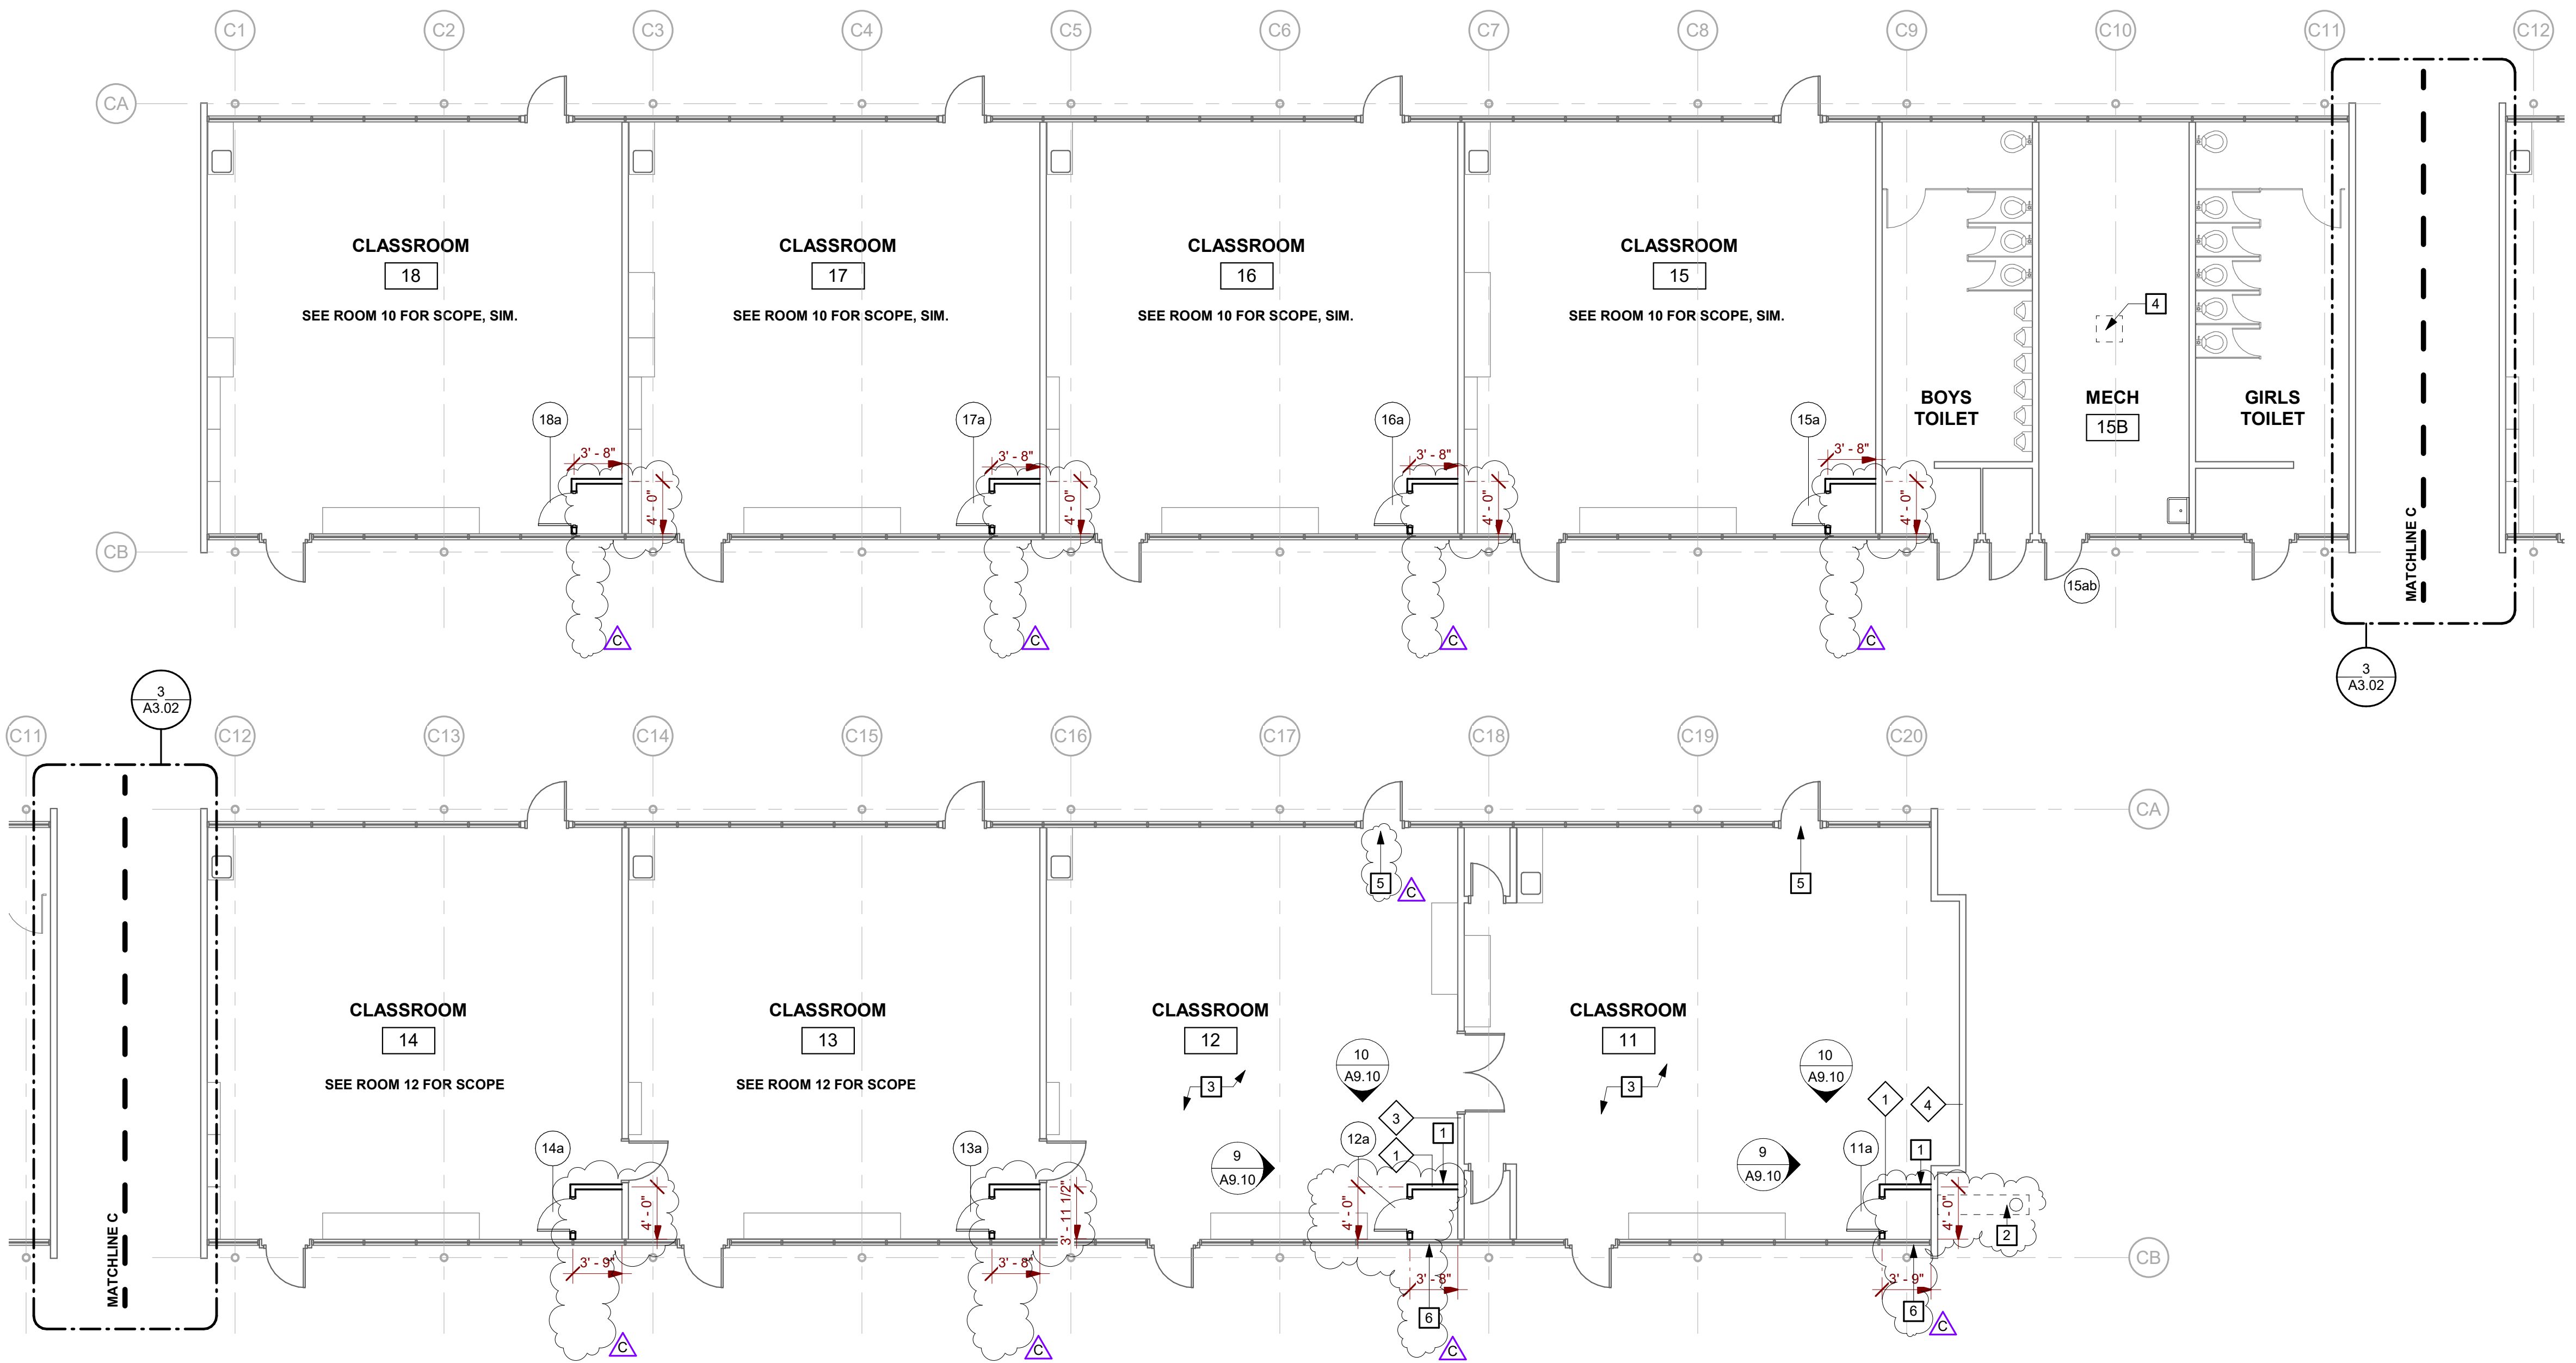 C1 C2 C3 C4 C5 C6 C7 C8 C9 C10 C11 C12
CA
CLASSROOM CLASSROOM CLASSROOM CLASSROOM
18 17 16 15
SEE ROOM 10 FOR SCOPE, SIM. SEE ROOM 10 FOR SCOPE, SIM. SEE ROOM 10 FOR SCOPE, SIM. SEE ROOM 10 FOR SCOPE, SIM.
4
BOYS MECH GIRLS
TOILET TOILET
15B
18a 17a 16a 15a
3' - 8" 3' - 8" 3' - 8" 3' - 8"
4' - 0" 4' - 0" 4' - 0" 4' - 0"
CB
MATCHLINE C
15ab
C C C C
3
A3.02
3
A3.02
C11 C12 C13 C14 C15 C16 C17 C18 C19 C20
CA
5 5
C
CLASSROOM CLASSROOM CLASSROOM CLASSROOM
14 13 12 11
SEE ROOM 12 FOR SCOPE SEE ROOM 12 FOR SCOPE
3 3
10
A9.10
10
A9.10
3 1 1 4
14a 13a 12a 1 11a 1
9
A9.10
1
9
A9.10
4' - 0" 3' - 11 1/2" 4' - 0" 4' - 0"
2
MATCHLINE C
CB
3' - 9" 3' - 8" 3' - 8" 3' - 9"
6 6
C C C C